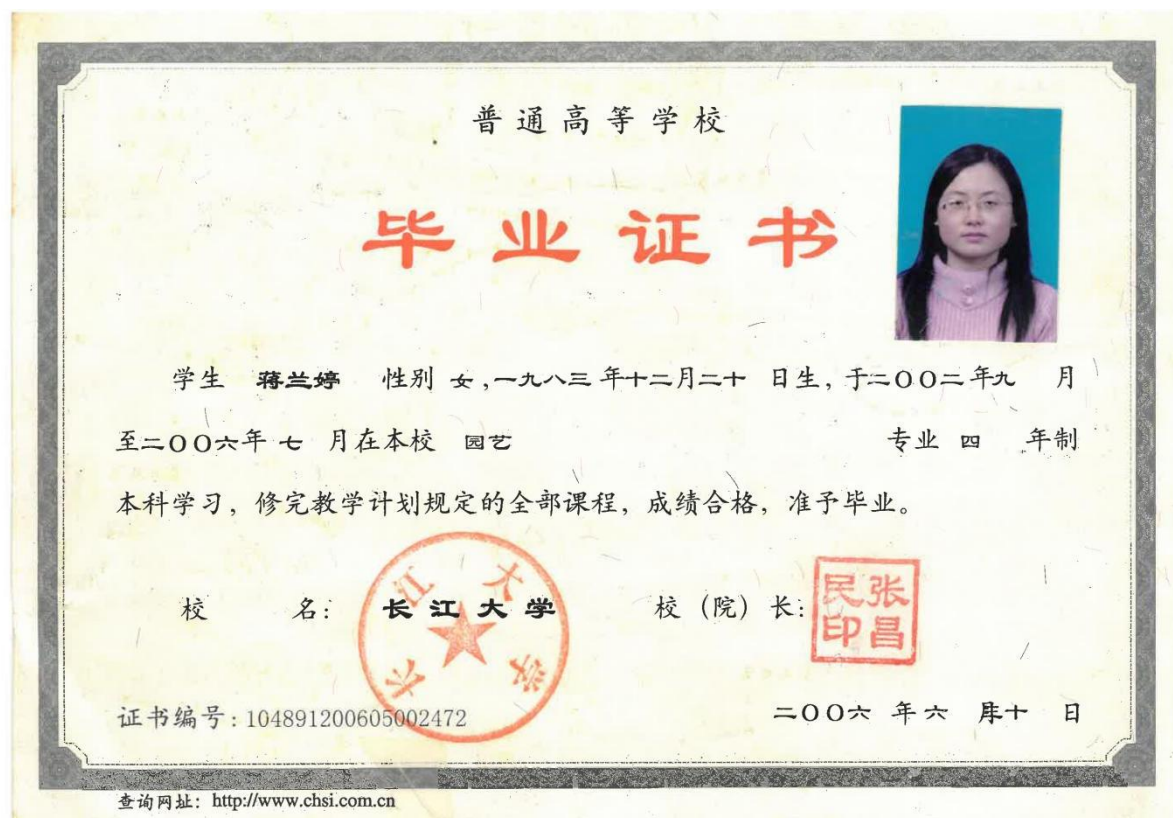 普通高等学校
毕业证书
学生 蒋兰婷 性别 女,一九八三 年十二月二十 日生, 于二〇〇二年九 月
至二〇〇六年 七 月在本校 园艺 专业 四 年制
本科学习, 修完教学计划规定的全部课程, 成绩合格, 准予毕业。
校 名: 长江大学 校(院)长:
长江大学
张昌民印
证书编号: 104891200605002472
二〇〇六 年六 月十 日
查询网址: http://www.chsi.com.cn